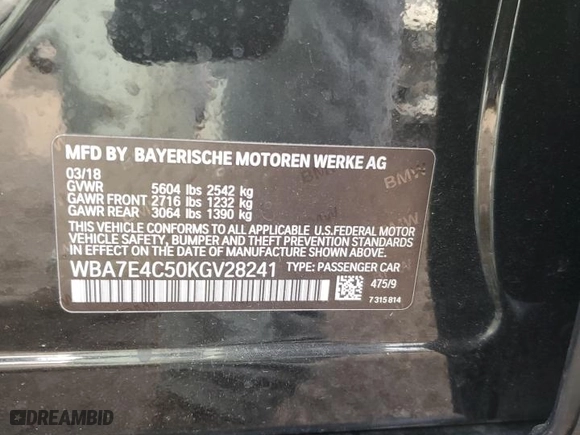 MFD BY BAYERISCHE MOTOREN WERKE AG
03/18
GVWR 5604 lbs 2542 kg
GAWR FRONT 2716 lbs 1232 kg
GAWR REAR 3064 lbs 1390 kg
THIS VEHICLE CONFORMS TO ALL APPLICABLE U.S.FEDERAL MOTOR
VEHICLE SAFETY, BUMPER, AND THEFT PREVENTION STANDARDS
IN EFFECT ON THE DATE OF MANUFACTURE SHOWN ABOVE.
WBA7E4C50KGV28241 TYPE: PASSENGER CAR
475/9
7 315 814
BMW
DREAMBID